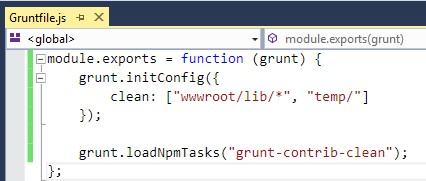 Gruntfile.js
<global> module.exports(grunt)
module.exports = function (grunt) {
    grunt.initConfig({
        clean: ["wwwroot/lib/*", "temp/"]
    });

    grunt.loadNpmTasks("grunt-contrib-clean");
};